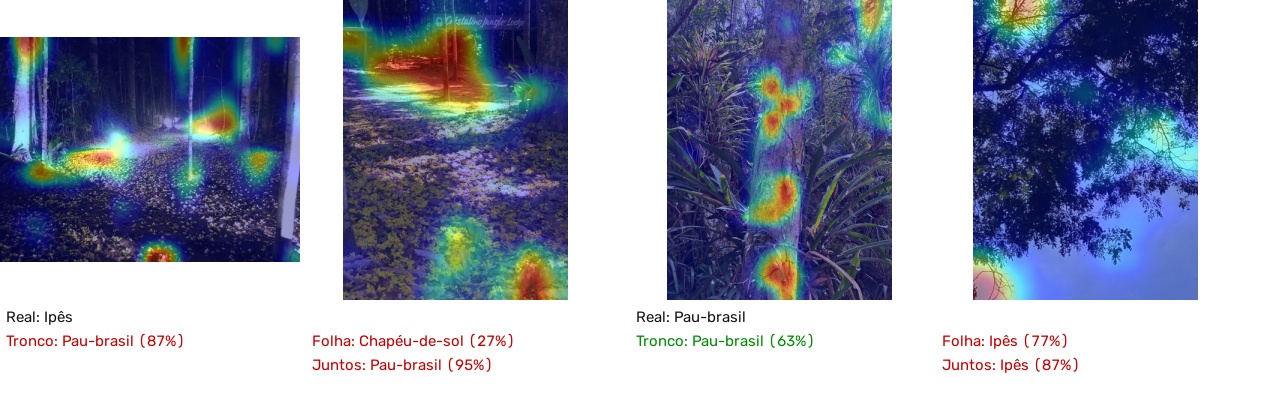 Real: Ipês
Tronco: Pau-brasil (87%)
Folha: Chapéu-de-sol (27%)
Juntos: Pau-brasil (95%)
Real: Pau-brasil
Tronco: Pau-brasil (63%)
Folha: Ipês (77%)
Juntos: Ipês (87%)